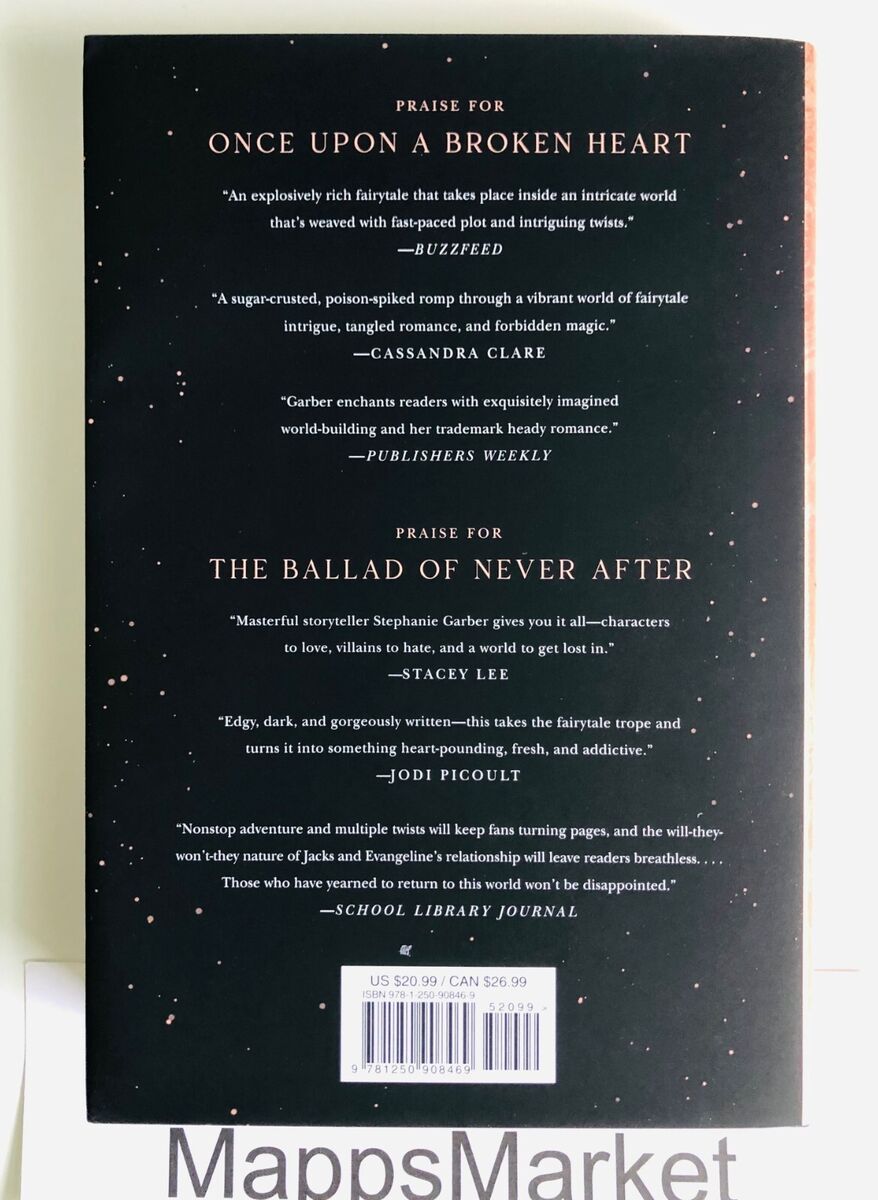 PRAISE FOR
ONCE UPON A BROKEN HEART
“An explosively rich fairytale that takes place inside an intricate world
that’s weaved with fast-paced plot and intriguing twists.”
—BUZZFEED
“A sugar-crusted, poison-spiked romp through a vibrant world of fairytale
intrigue, tangled romance, and forbidden magic.”
—CASSANDRA CLARE
“Garber enchants readers with exquisitely imagined
world-building and her trademark heady romance.”
—PUBLISHERS WEEKLY
PRAISE FOR
THE BALLAD OF NEVER AFTER
“Masterful storyteller Stephanie Garber gives you it all—characters
to love, villains to hate, and a world to get lost in.”
—STACEY LEE
“Edgy, dark, and gorgeously written—this takes the fairytale trope and
turns it into something heart-pounding, fresh, and addictive.”
—JODI PICOULT
“Nonstop adventure and multiple twists will keep fans turning pages, and the will-they-
won’t-they nature of Jacks and Evangeline’s relationship will leave readers breathless. . . .
Those who have yearned to return to this world won’t be disappointed.”
—SCHOOL LIBRARY JOURNAL
US $20.99 / CAN $26.99
ISBN 978-1-250-90846-9
52099 >
9 781250 908469
MappsMarket